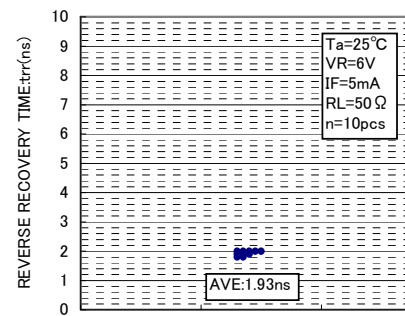 REVERSE RECOVERY TIME:trr(ns)
10
9
8
7
6
5
4
3
2
1
0
Ta=25°C
VR=6V
IF=5mA
RL=50Ω
n=10pcs
AVE:1.93ns